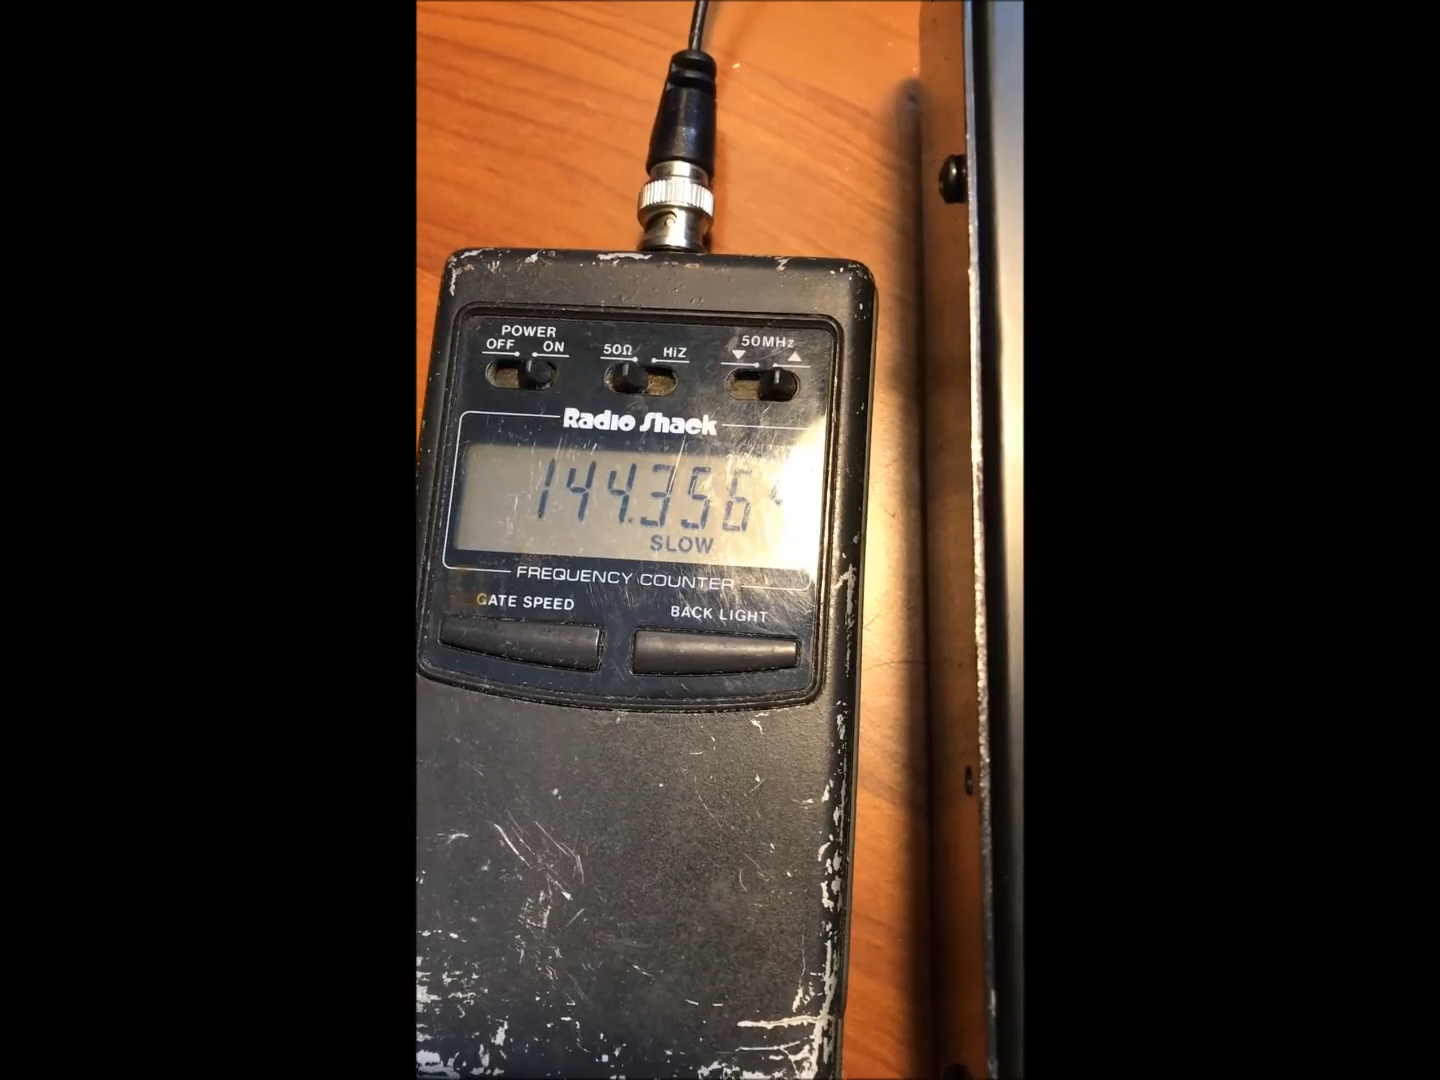 POWER
OFF ON
50Ω HiZ
50MHz
Radio Shack
144.356
SLOW
FREQUENCY COUNTER
GATE SPEED
BACK LIGHT